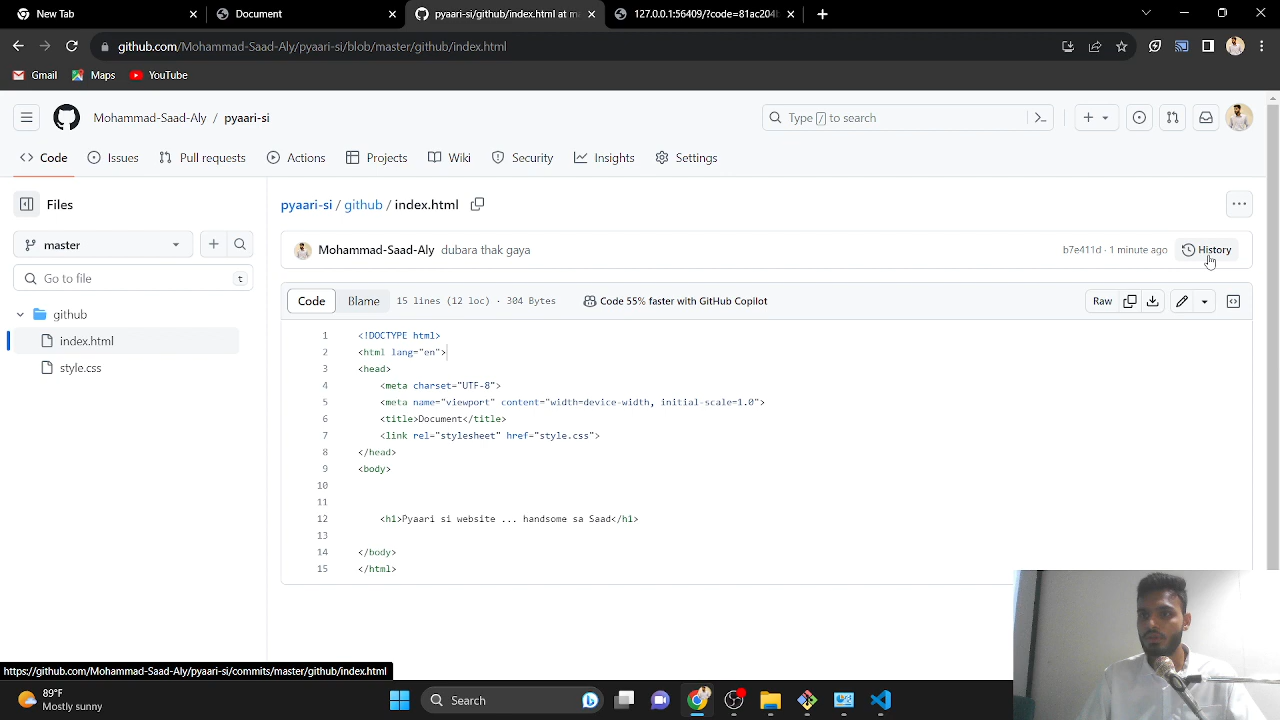 New Tab
Document
pyaari-si/github/index.html at m
127.0.0.1:56409/?code=81ac204b
github.com/Mohammad-Saad-Aly/pyaari-si/blob/master/github/index.html
Gmail
Maps
YouTube
Mohammad-Saad-Aly / pyaari-si
Type / to search
Code
Issues
Pull requests
Actions
Projects
Wiki
Security
Insights
Settings
Files
pyaari-si / github / index.html
master
Mohammad-Saad-Aly dubara thak gaya
b7e411d · 1 minute ago
History
Go to file
t
Code
Blame
15 lines (12 loc) · 304 Bytes
Code 55% faster with GitHub Copilot
Raw
github
index.html
style.css
1 <!DOCTYPE html>
2 <html lang="en">
3 <head>
4 <meta charset="UTF-8">
5 <meta name="viewport" content="width=device-width, initial-scale=1.0">
6 <title>Document</title>
7 <link rel="stylesheet" href="style.css">
8 </head>
9 <body>
10
11
12 <h1>Pyaari si website ... handsome sa Saad</h1>
13
14 </body>
15 </html>
https://github.com/Mohammad-Saad-Aly/pyaari-si/commits/master/github/index.html
89°F
Mostly sunny
Search